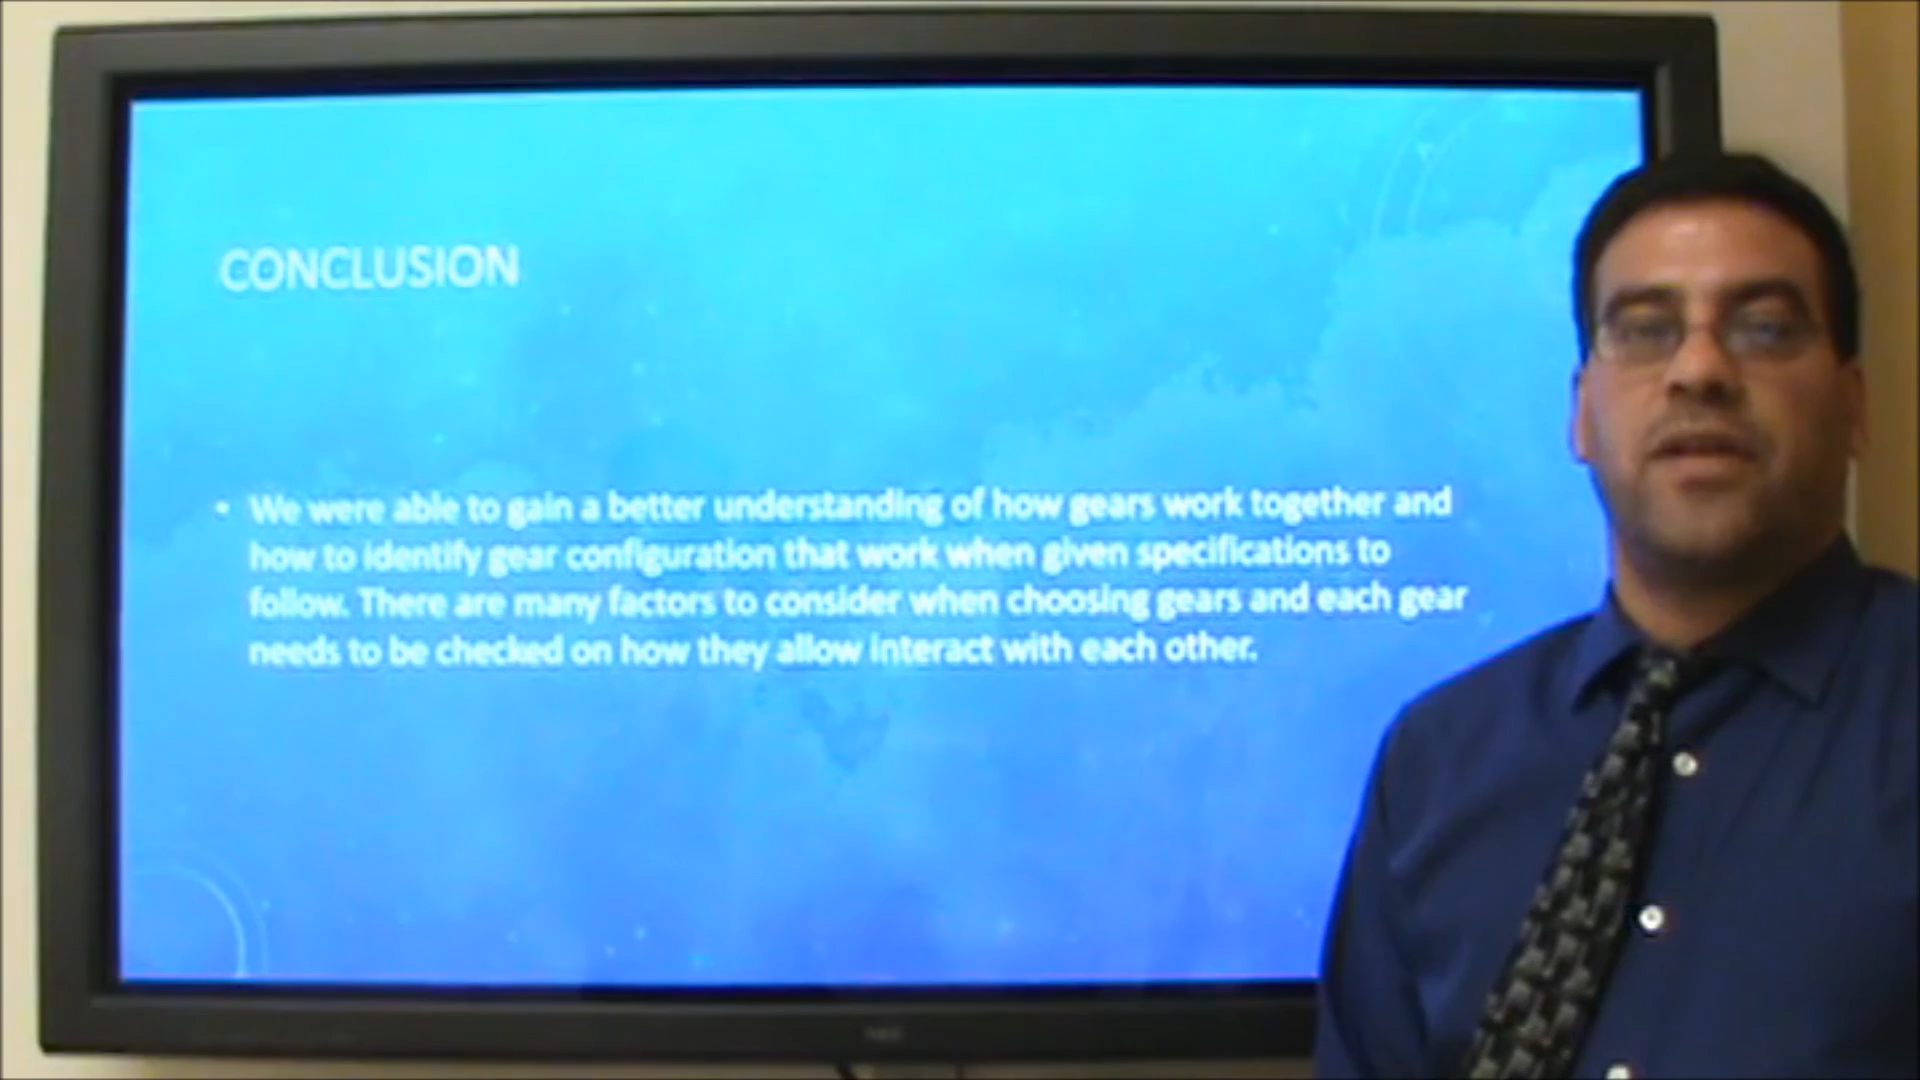 CONCLUSION
• We were able to gain a better understanding of how gears work together and
how to identify gear configuration that work when given specifications to
follow. There are many factors to consider when choosing gears and each gear
needs to be checked on how they allow interact with each other.